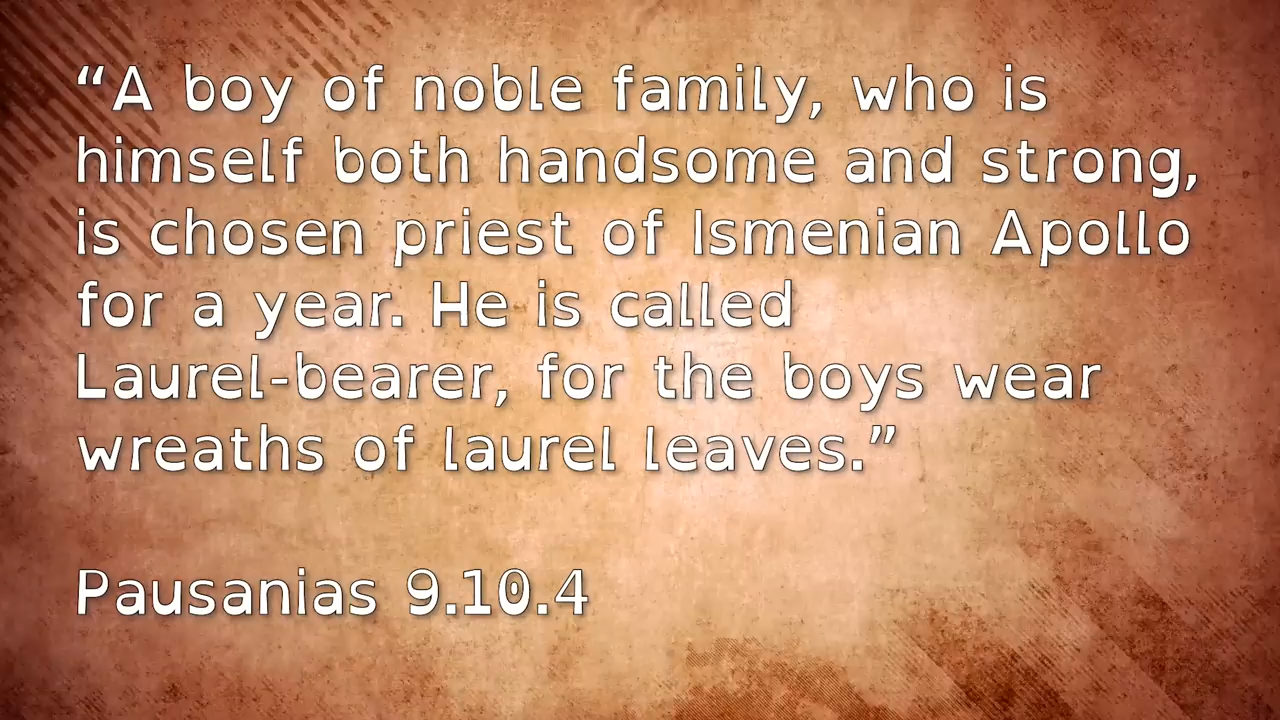 “A boy of noble family, who is
himself both handsome and strong,
is chosen priest of Ismenian Apollo
for a year. He is called
Laurel-bearer, for the boys wear
wreaths of laurel leaves.”
Pausanias 9.10.4